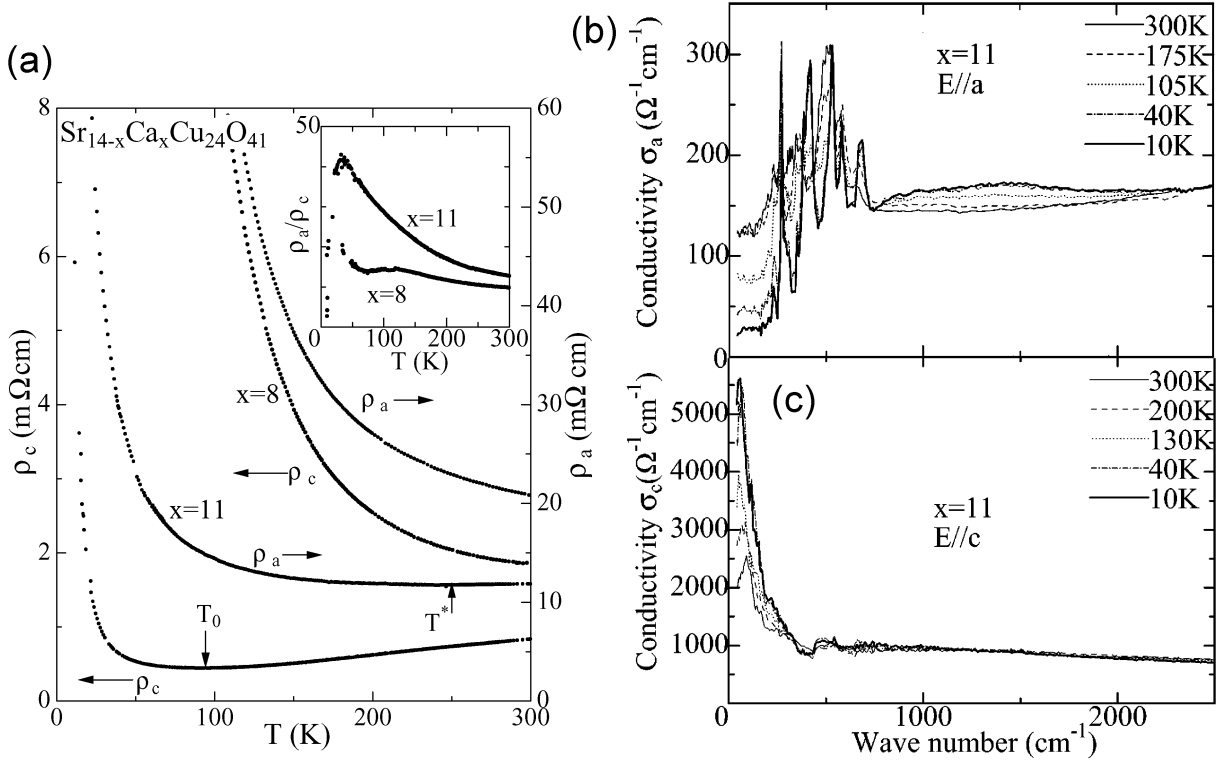 (a)
Sr14-xCaxCu24O41
ρc (mΩcm)
8
6
4
2
0
0
100
200
300
T (K)
60
50
40
30
20
10
0
ρa (mΩ cm)
x=8
ρa
ρc
x=11
ρa
T0
T*
ρc
50
ρa/ρc
x=11
x=8
0
0
100
200
300
T (K)
(b)
x=11
E//a
300K
175K
105K
40K
10K
Conductivity σa (Ω-1cm-1)
300
200
100
0
(c)
x=11
E//c
300K
200K
130K
40K
10K
Conductivity σc(Ω-1cm-1)
5000
4000
3000
2000
1000
0
0
500
1000
2000
Wave number (cm-1)